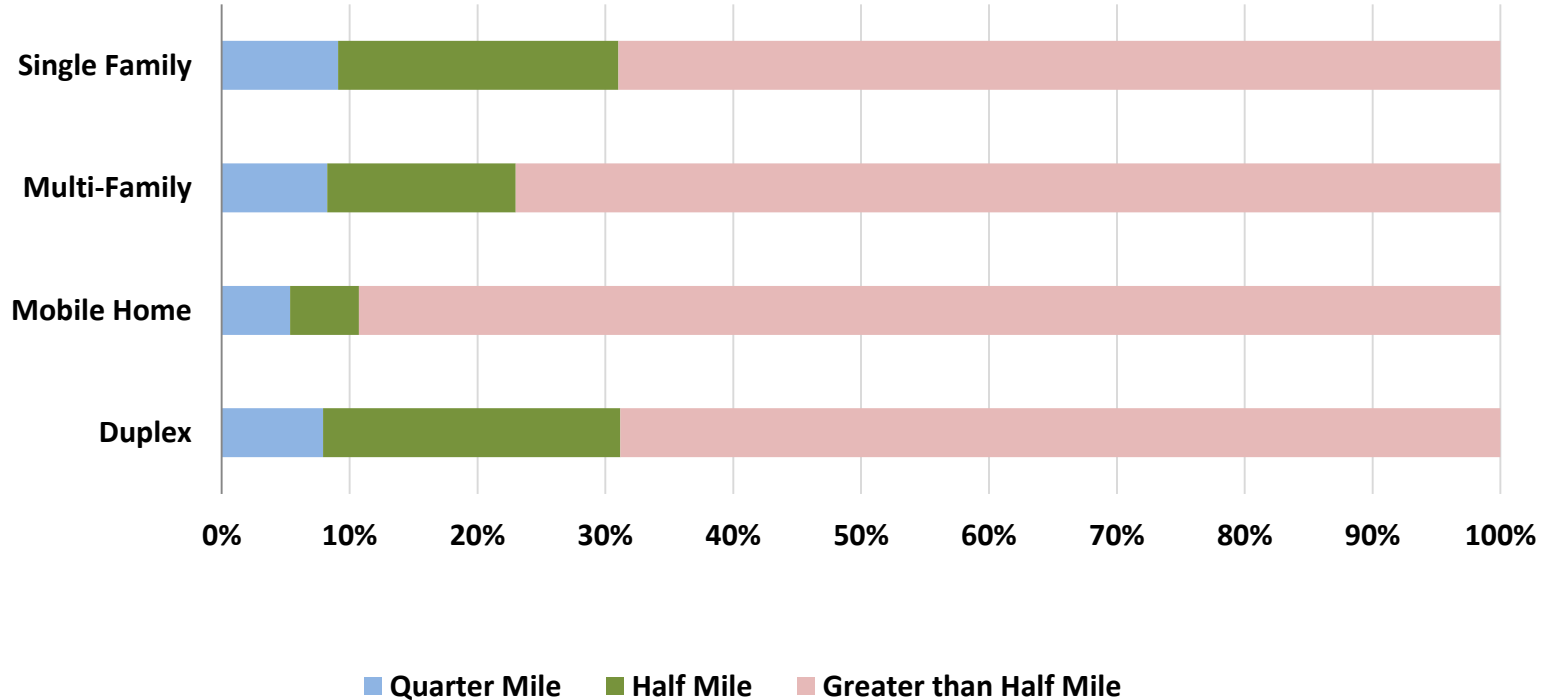 Single Family
Multi-Family
Mobile Home
Duplex
0% 10% 20% 30% 40% 50% 60% 70% 80% 90% 100%
Quarter Mile Half Mile Greater than Half Mile